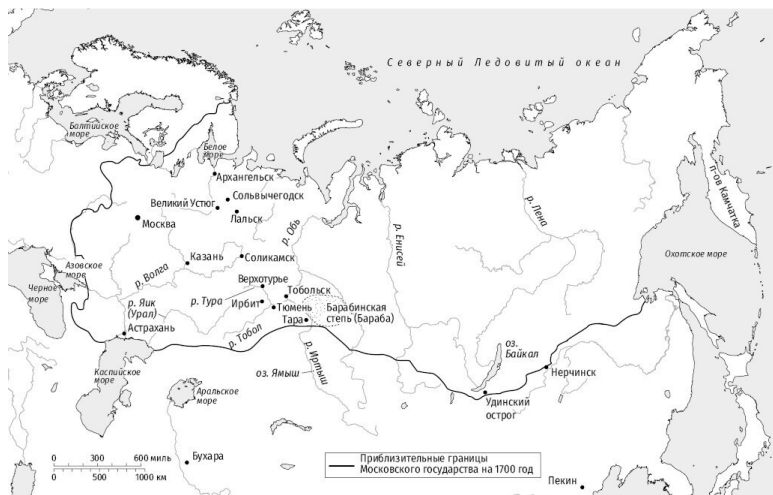 Северный Ледовитый океан
Балтийское
море
Белое
море
Архангельск
Сольвычегодск
Великий Устюг
Лальск
Москва
р. Обь
р. Енисей
р. Лена
п-ов Камчатка
Охотское море
Казань
Соликамск
Азовское
море
р. Волга
Верхотурье
Тобольск
Черное
море
р. Яик
(Урал)
р. Тура
Ирбит
Тюмень
Тара
Барабинская
степь (Бараба)
Астрахань
р. Тобол
р. Иртыш
оз.
Байкал
Нерчинск
Каспийское
море
оз. Ямыш
Аральское
море
Удинский
острог
0 300 600 миль
0 500 1000 км
Бухара
Приблизительные границы
Московского государства на 1700 год
Пекин